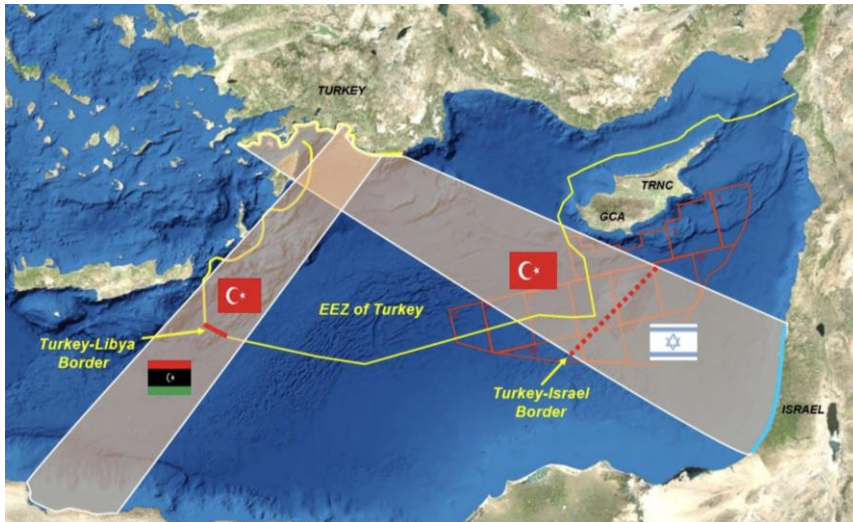 TURKEY
TRNC
GCA
EEZ of Turkey
Turkey-Libya
Border
Turkey-Israel
Border
ISRAEL